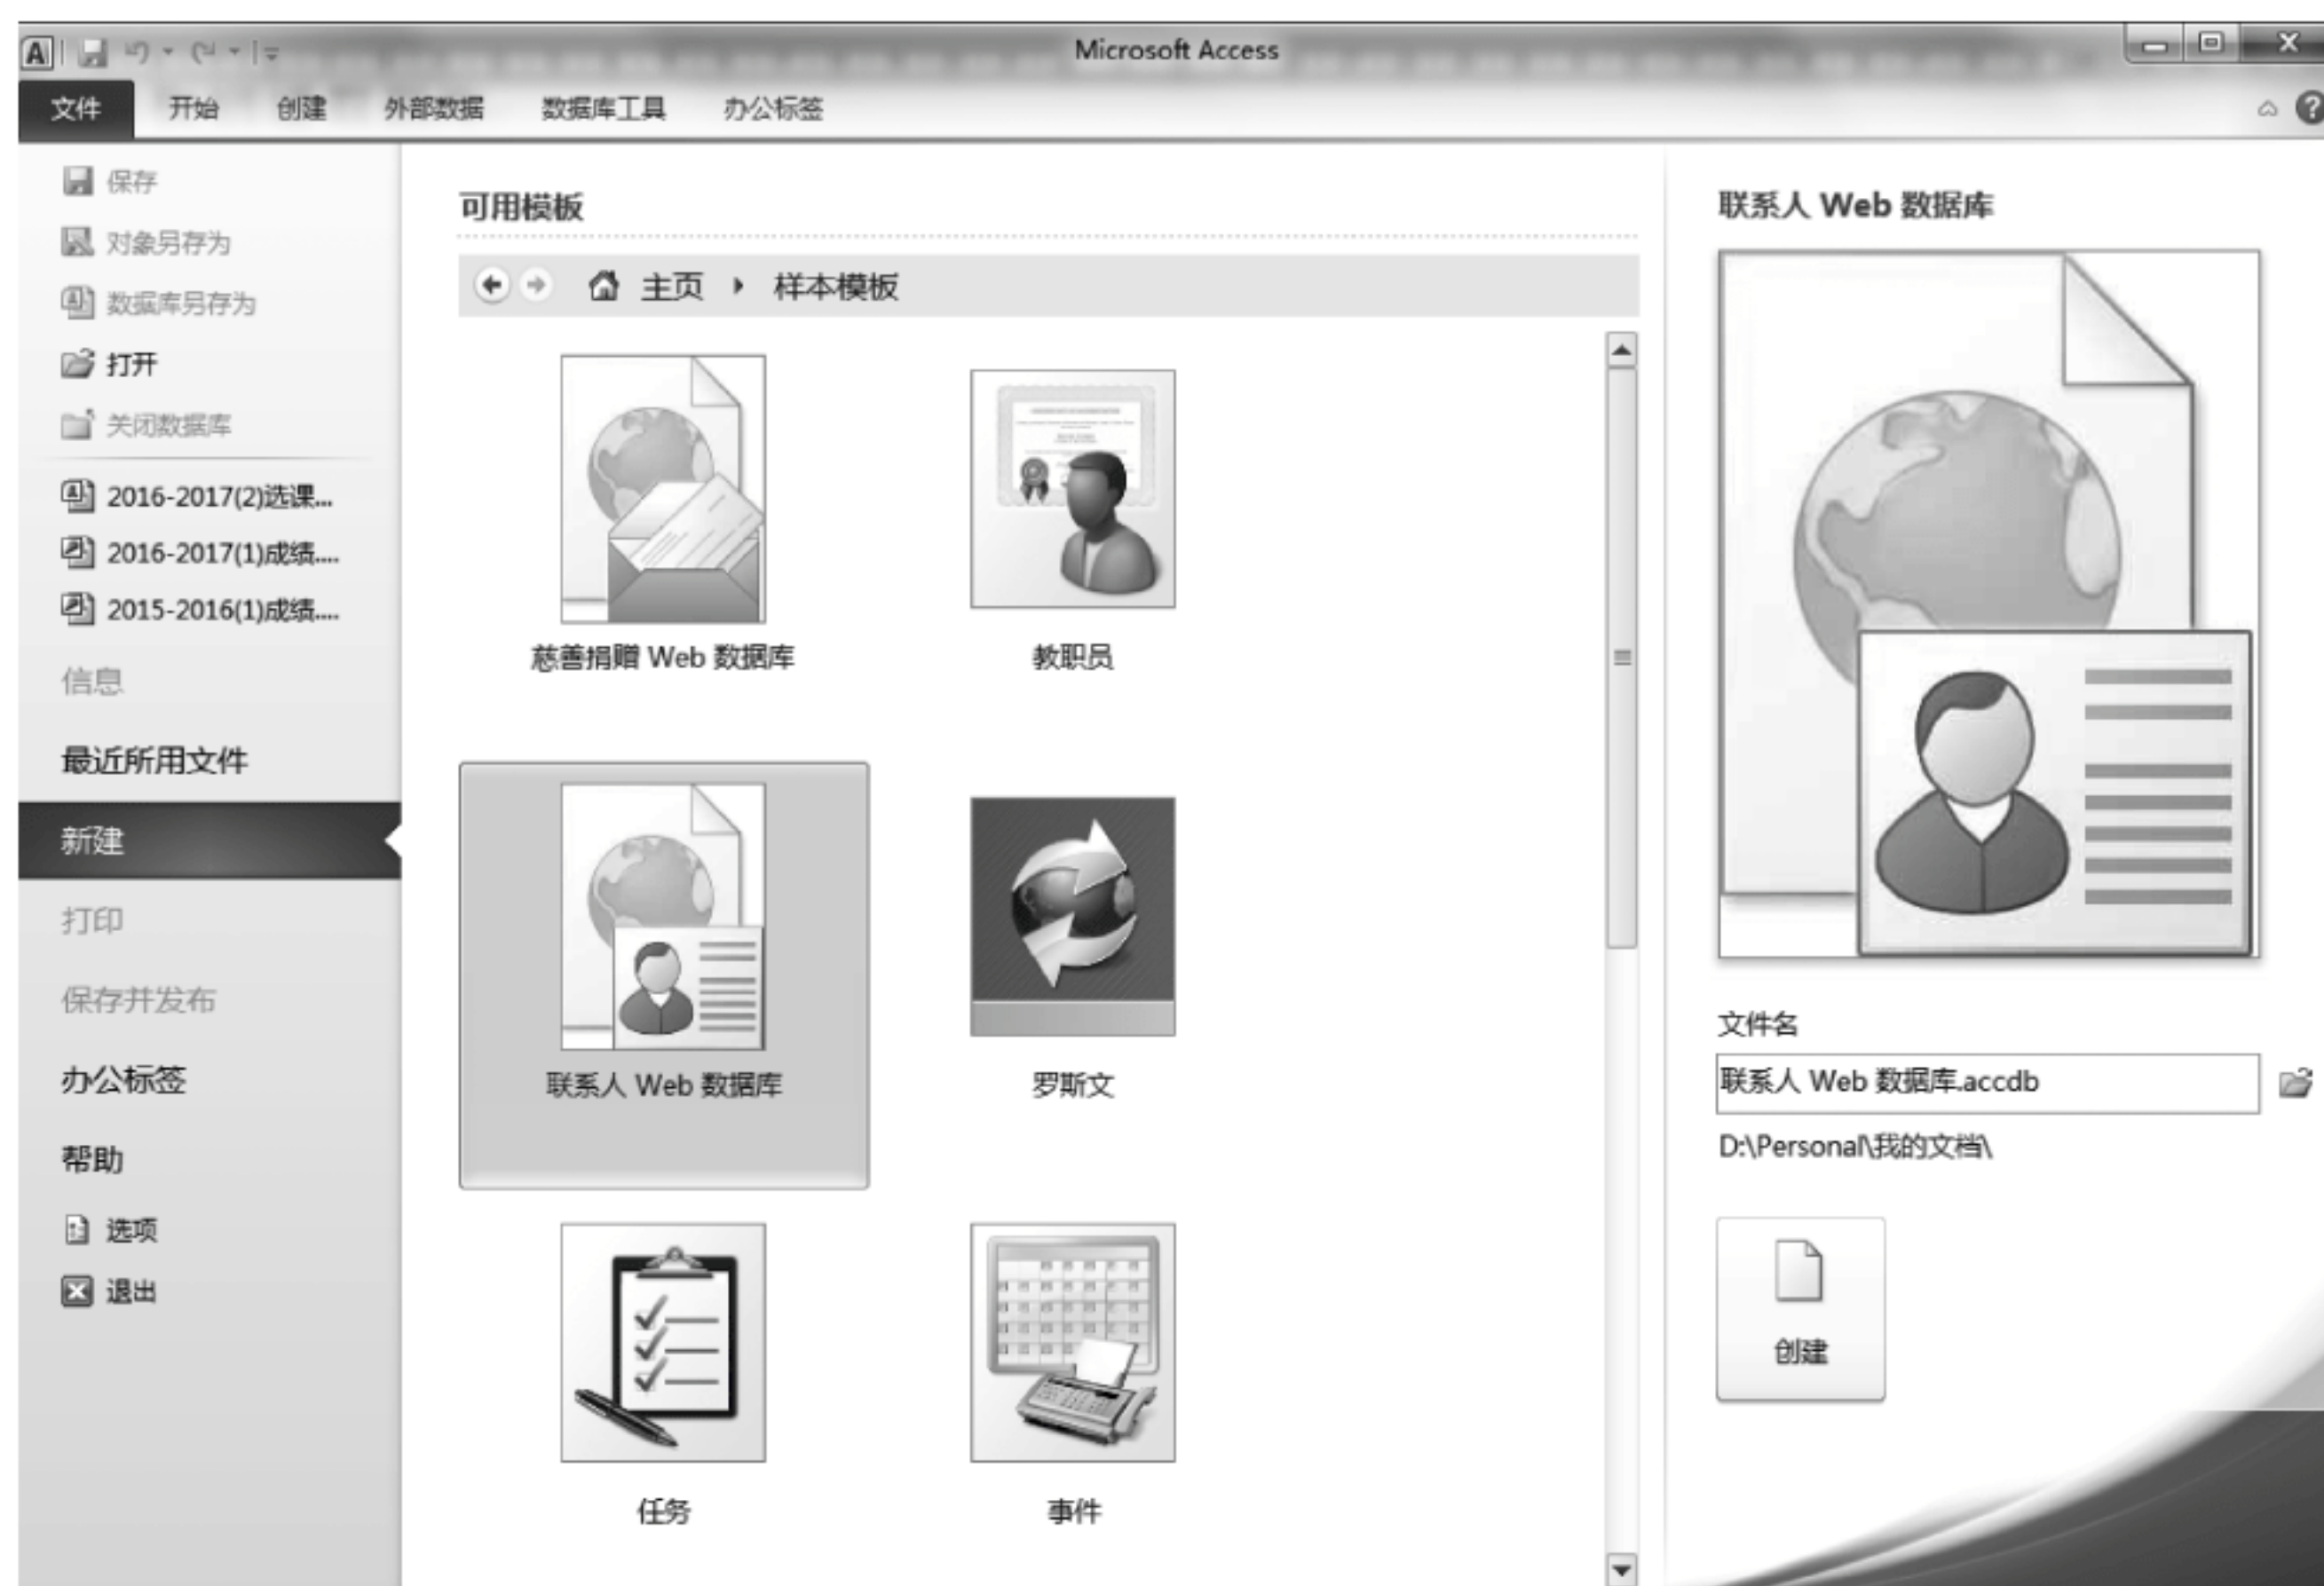 Microsoft Access
文件 开始 创建 外部数据 数据库工具 办公标签
保存
对象另存为
数据库另存为
打开
关闭数据库
2016-2017(2)选课...
2016-2017(1)成绩....
2015-2016(1)成绩....
信息
最近所用文件
新建
打印
保存并发布
办公标签
帮助
选项
退出
可用模板
主页 样本模板
慈善捐赠 Web 数据库
教职员
联系人 Web 数据库
罗斯文
任务
事件
联系人 Web 数据库
文件名
联系人 Web 数据库.accdb
D:\Personal\我的文档\
创建